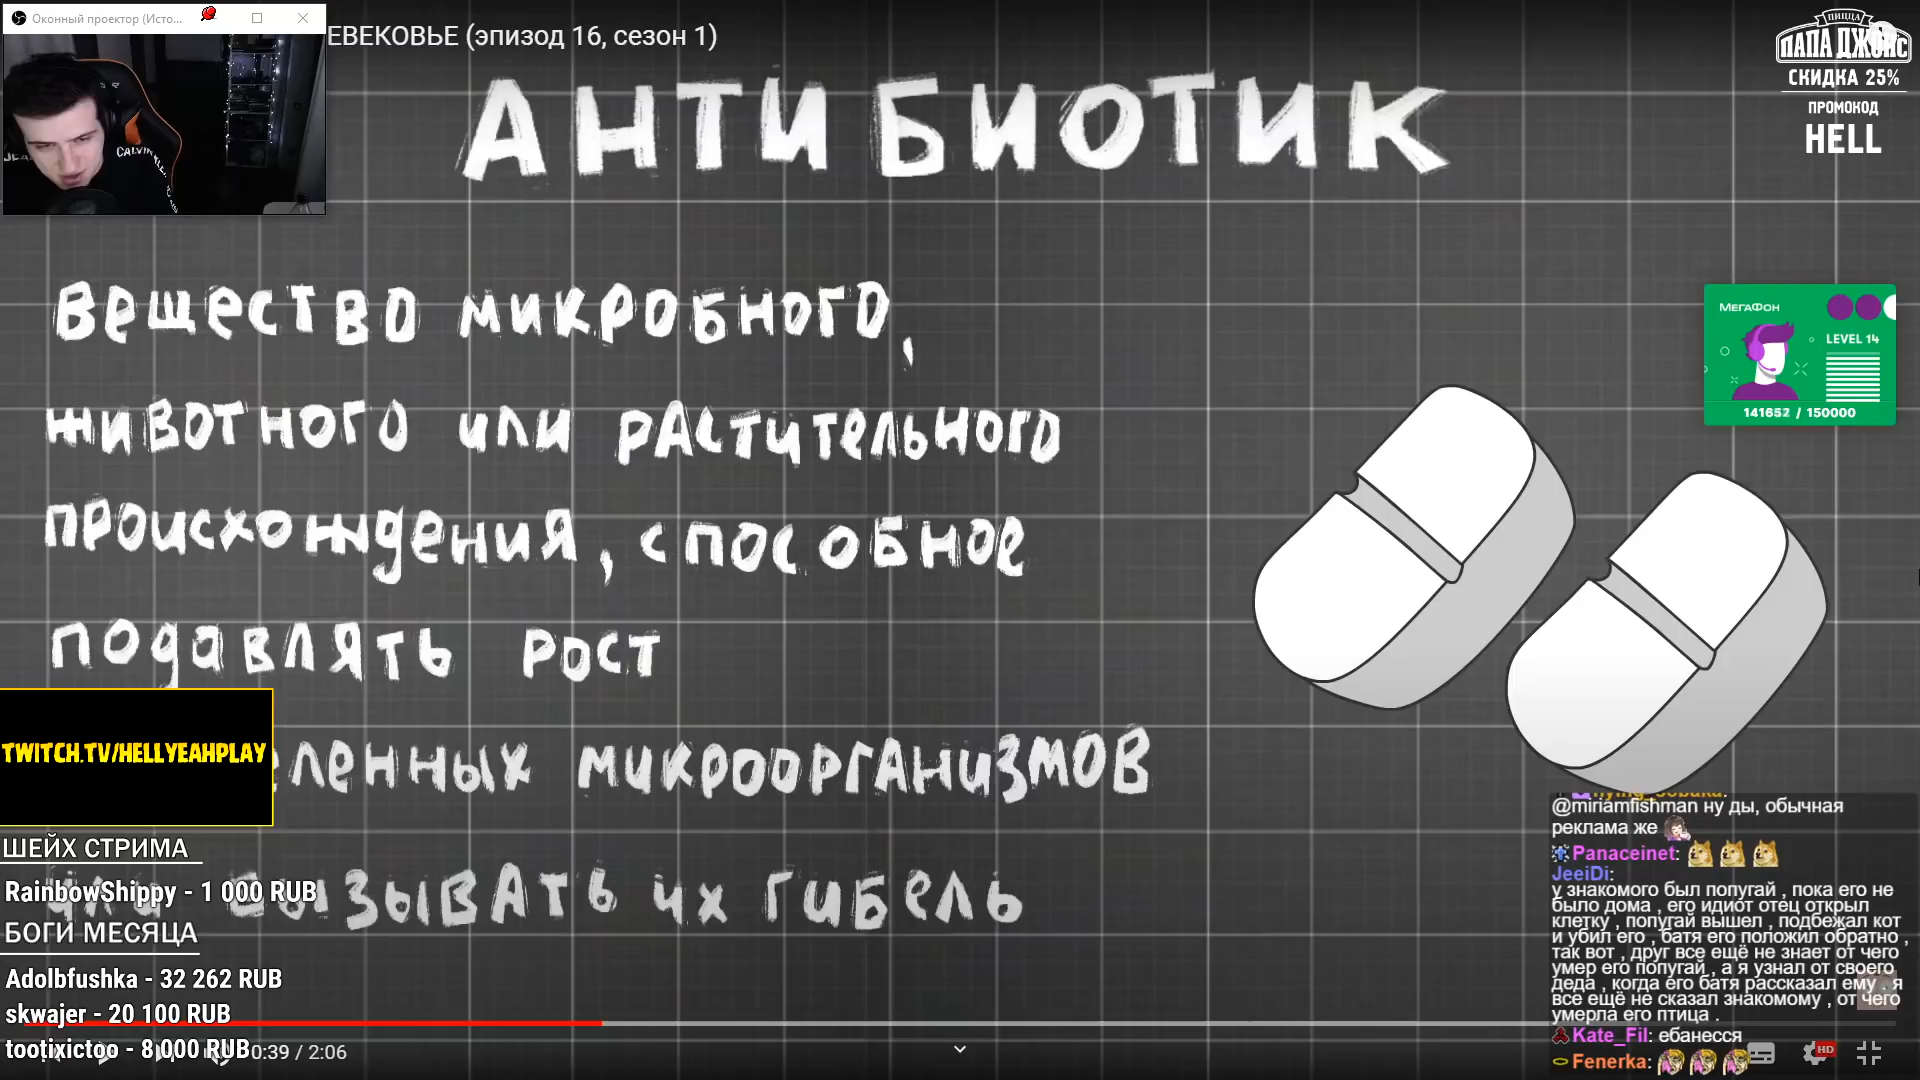 Оконный проектор (Исто...
ЕВЕКОВЬЕ (эпизод 16, сезон 1)
ПИЦЦА
ПАПА ДЖОНС
СКИДКА 25%
ПРОМОКОД
HELL
АНТИБИОТИК
CALVIN
вещество микробного,
животного или растительного
происхождения, способное
подавлять рост
еленных микроорганизмов
или вызывать их гибель
МЕГАФОН
LEVEL 14
141652 / 150000
TWITCH.TV/HELLYEAHPLAY
ШЕЙХ СТРИМА
RainbowShippy - 1 000 RUB
БОГИ МЕСЯЦА
Adolbfushka - 32 262 RUB
skwajer - 20 100 RUB
tootixictoo - 8 000 RUB
0:39 / 2:06
@miriamfishman ну ды, обычная
реклама же
Panaceinet:
JeeiDi:
у знакомого был попугай , пока его не
было дома , его идиот отец открыл
клетку , попугай вышел , подбежал кот
и убил его , батя его положил обратно ,
так вот , друг все ещё не знает от чего
умер его попугай , а я узнал от своего
деда , когда его батя рассказал ему . я
все ещё не сказал знакомому , от чего
умерла его птица .
Kate_Fil: ебанесся
Fenerka:
HD